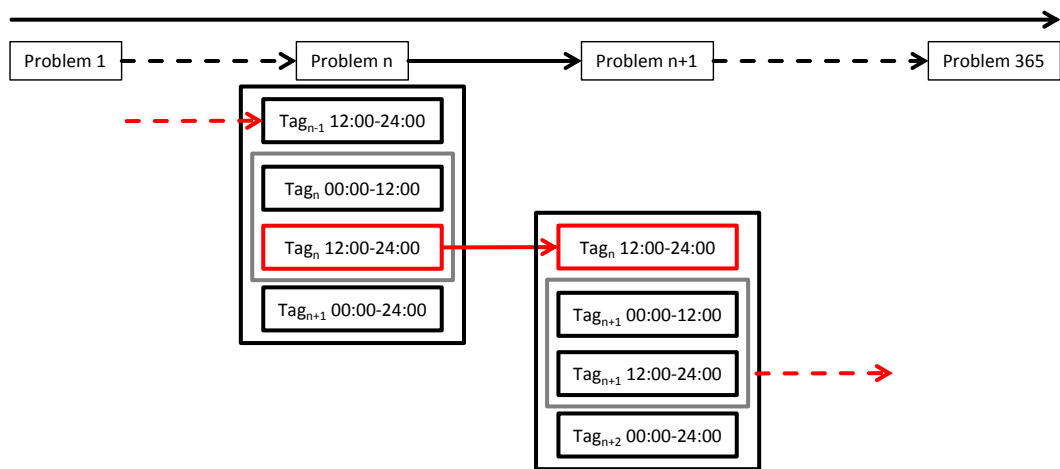 Problem 1
Problem n
Problem n+1
Problem 365
Tagₙ₋₁ 12:00-24:00
Tagₙ 00:00-12:00
Tagₙ 12:00-24:00
Tagₙ₊₁ 00:00-24:00
Tagₙ 12:00-24:00
Tagₙ₊₁ 00:00-12:00
Tagₙ₊₁ 12:00-24:00
Tagₙ₊₂ 00:00-24:00